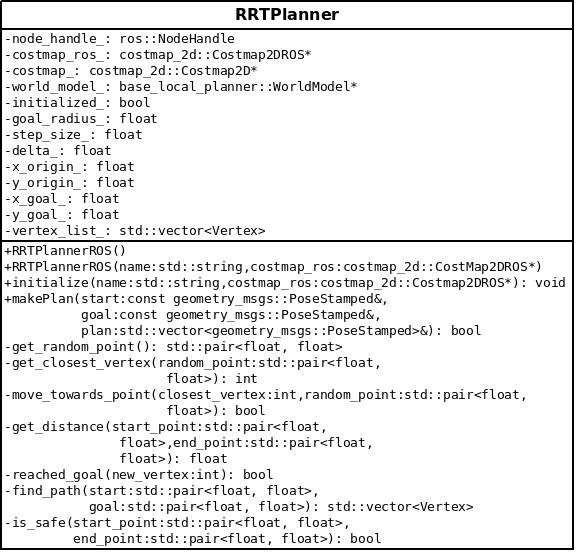 RRTPlanner
-node_handle_: ros::NodeHandle
-costmap_ros_: costmap_2d::Costmap2DROS*
-costmap_: costmap_2d::Costmap2D*
-world_model_: base_local_planner::WorldModel*
-initialized_: bool
-goal_radius_: float
-step_size_: float
-delta_: float
-x_origin_: float
-y_origin_: float
-x_goal_: float
-y_goal_: float
-vertex_list_: std::vector<Vertex>
+RRTPlannerROS()
+RRTPlannerROS(name:std::string,costmap_ros:costmap_2d::CostMap2DROS*)
+initialize(name:std::string,costmap_ros:costmap_2d::Costmap2DROS*): void
+makePlan(start:const geometry_msgs::PoseStamped&,
goal:const geometry_msgs::PoseStamped&,
plan:std::vector<geometry_msgs::PoseStamped>&): bool
-get_random_point(): std::pair<float, float>
-get_closest_vertex(random_point:std::pair<float,
float>): int
-move_towards_point(closest_vertex:int,random_point:std::pair<float,
float>): bool
-get_distance(start_point:std::pair<float,
float>,end_point:std::pair<float,
float>): float
-reached_goal(new_vertex:int): bool
-find_path(start:std::pair<float, float>,
goal:std::pair<float, float>): std::vector<Vertex>
-is_safe(start_point:std::pair<float, float>,
end_point:std::pair<float, float>): bool